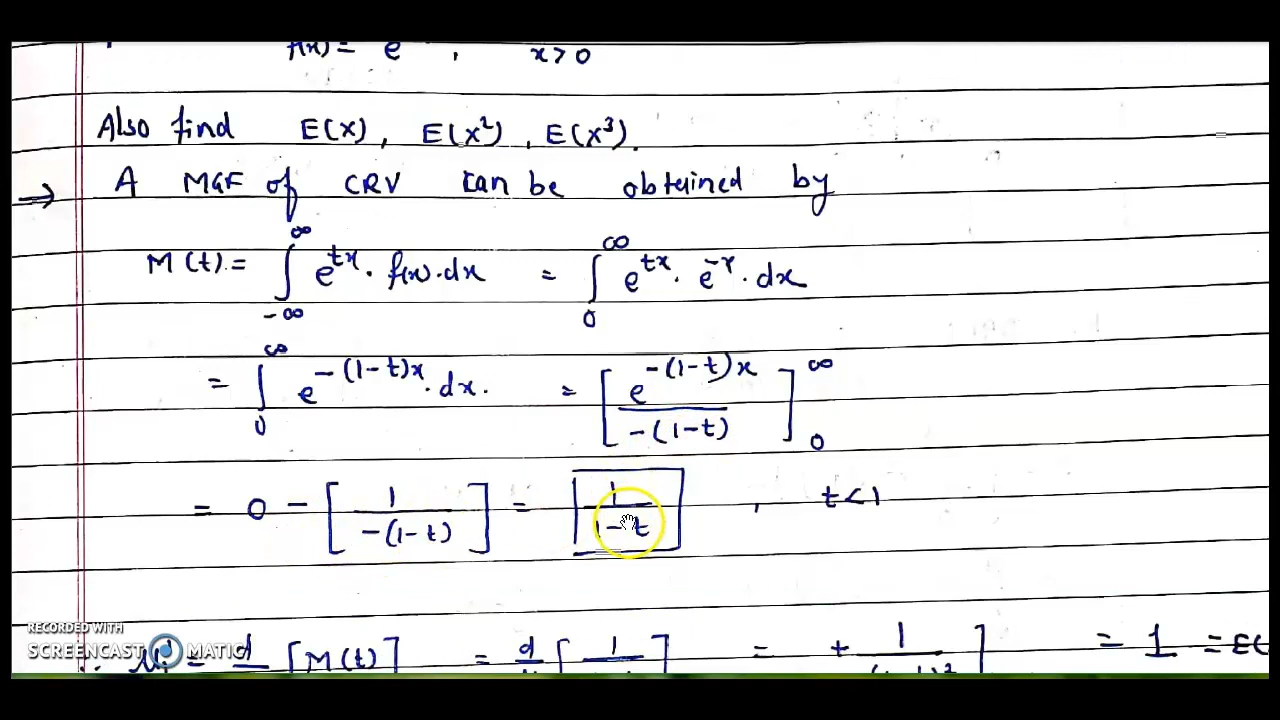 f(x) = e , x > 0
Also find E(X), E(X²), E(X³).
⇒ A MGF of CRV can be obtained by
M(t) = ∫_{-∞}^{∞} e^{tx} · f(x) · dx = ∫_{0}^{∞} e^{tx} · e^{-x} · dx
= ∫_{0}^{∞} e^{-(1-t)x} · dx. = [e^{-(1-t)x} / -(1-t)]_{0}^{∞}
= 0 - [1 / -(1-t)] = 1 / 1-t , t < 1
RECORDED WITH
SCREENCAST MATIC
= d [M(t)] = d [1 ] = + 1 ] = 1 = E(